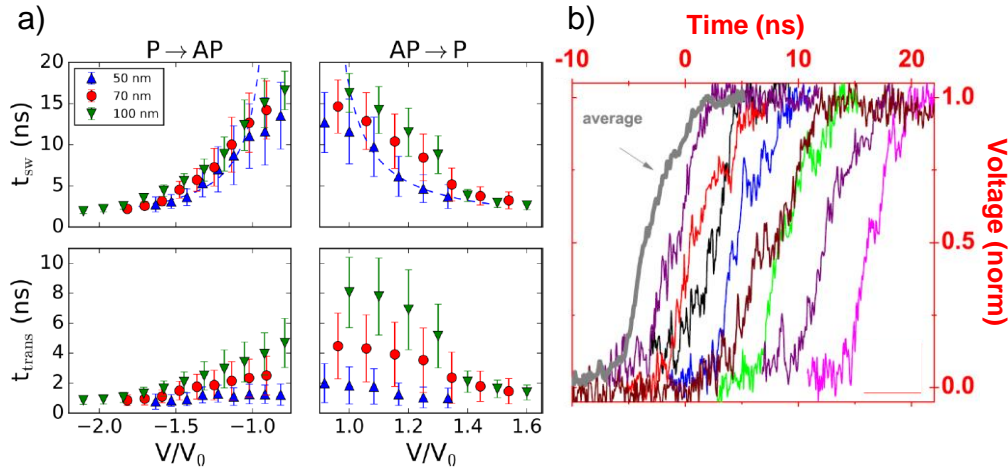 a)
P → AP
AP → P
50 nm
70 nm
100 nm
t_sw (ns)
20
15
10
5
0
t_trans (ns)
10
8
6
4
2
0
−2.0 −1.5 −1.0
1.0 1.2 1.4 1.6
V/V₀
V/V₀
b)
Time (ns)
-10 0 10 20
average
1.0
0.5
0.0
Voltage (norm)